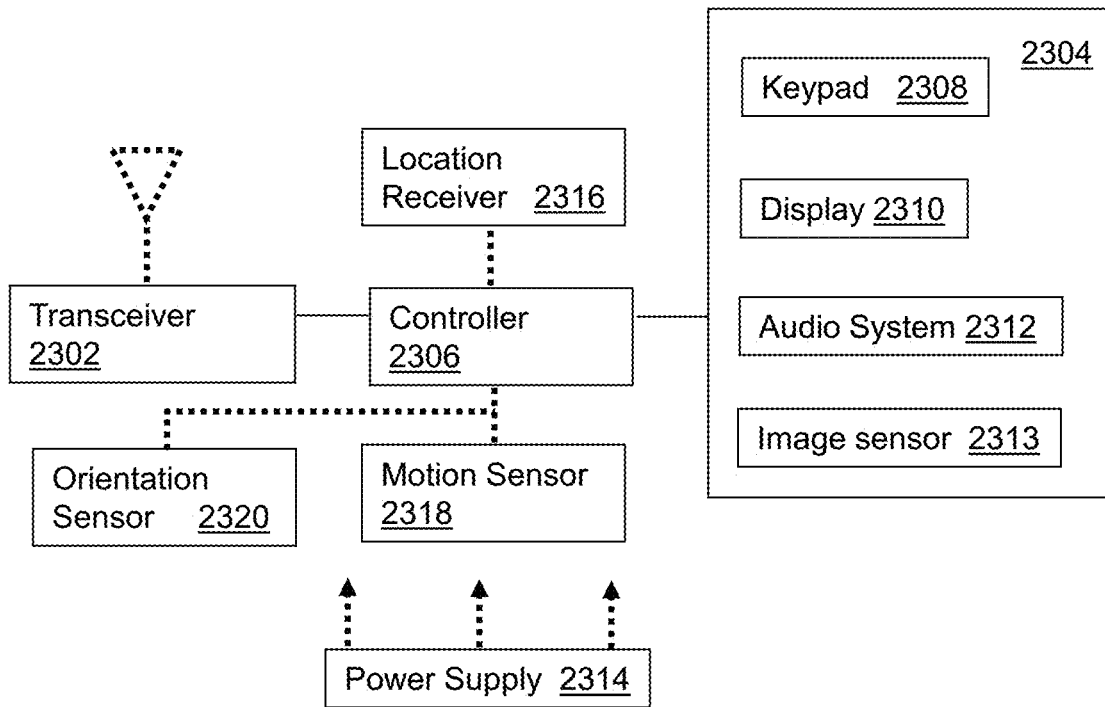 2304
Keypad 2308
Location
Receiver 2316
Display 2310
Transceiver
2302
Controller
2306
Audio System 2312
Image sensor 2313
Orientation
Sensor 2320
Motion Sensor
2318
Power Supply 2314